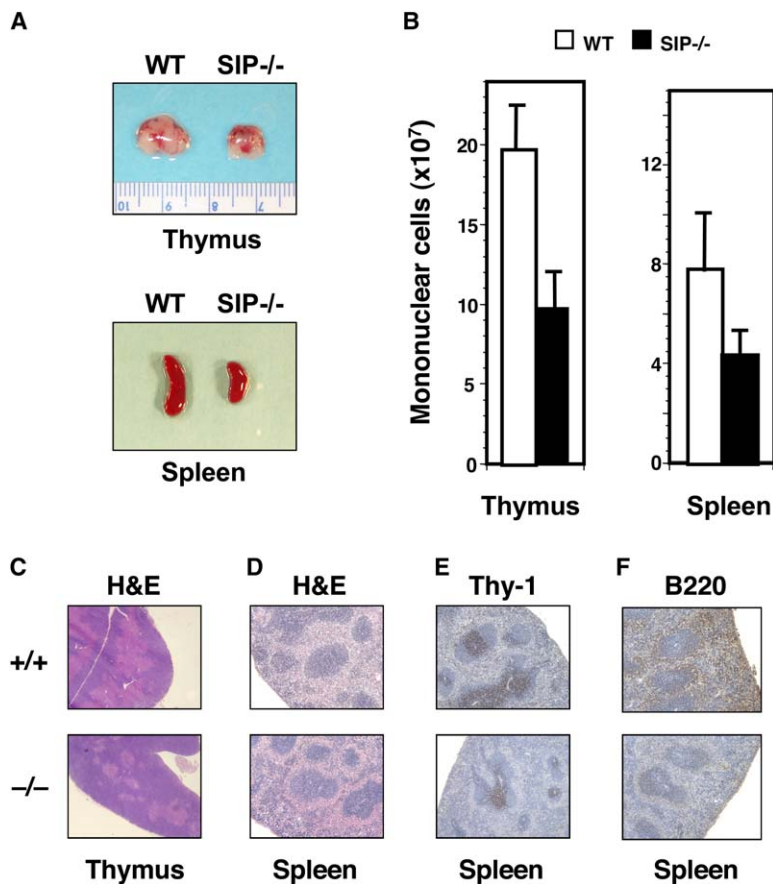 A
WT SIP-/-
10 9 8 7
Thymus
WT SIP-/-
Spleen
B
WT SIP-/-
Mononuclear cells (x10⁷)
20
15
10
5
0
Thymus
12
8
4
0
Spleen
C D E F
H&E H&E Thy-1 B220
+/+
−/−
Thymus Spleen Spleen Spleen